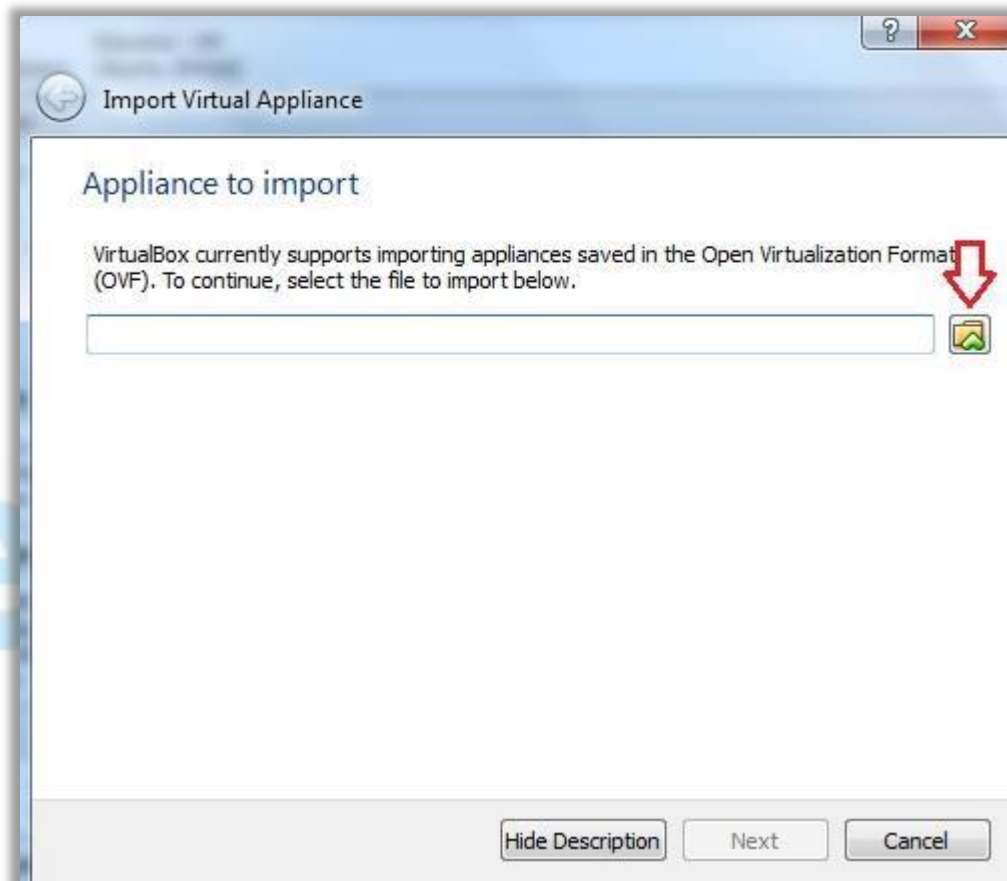 Import Virtual Appliance
Appliance to import
VirtualBox currently supports importing appliances saved in the Open Virtualization Format
(OVF). To continue, select the file to import below.
Hide Description Next Cancel